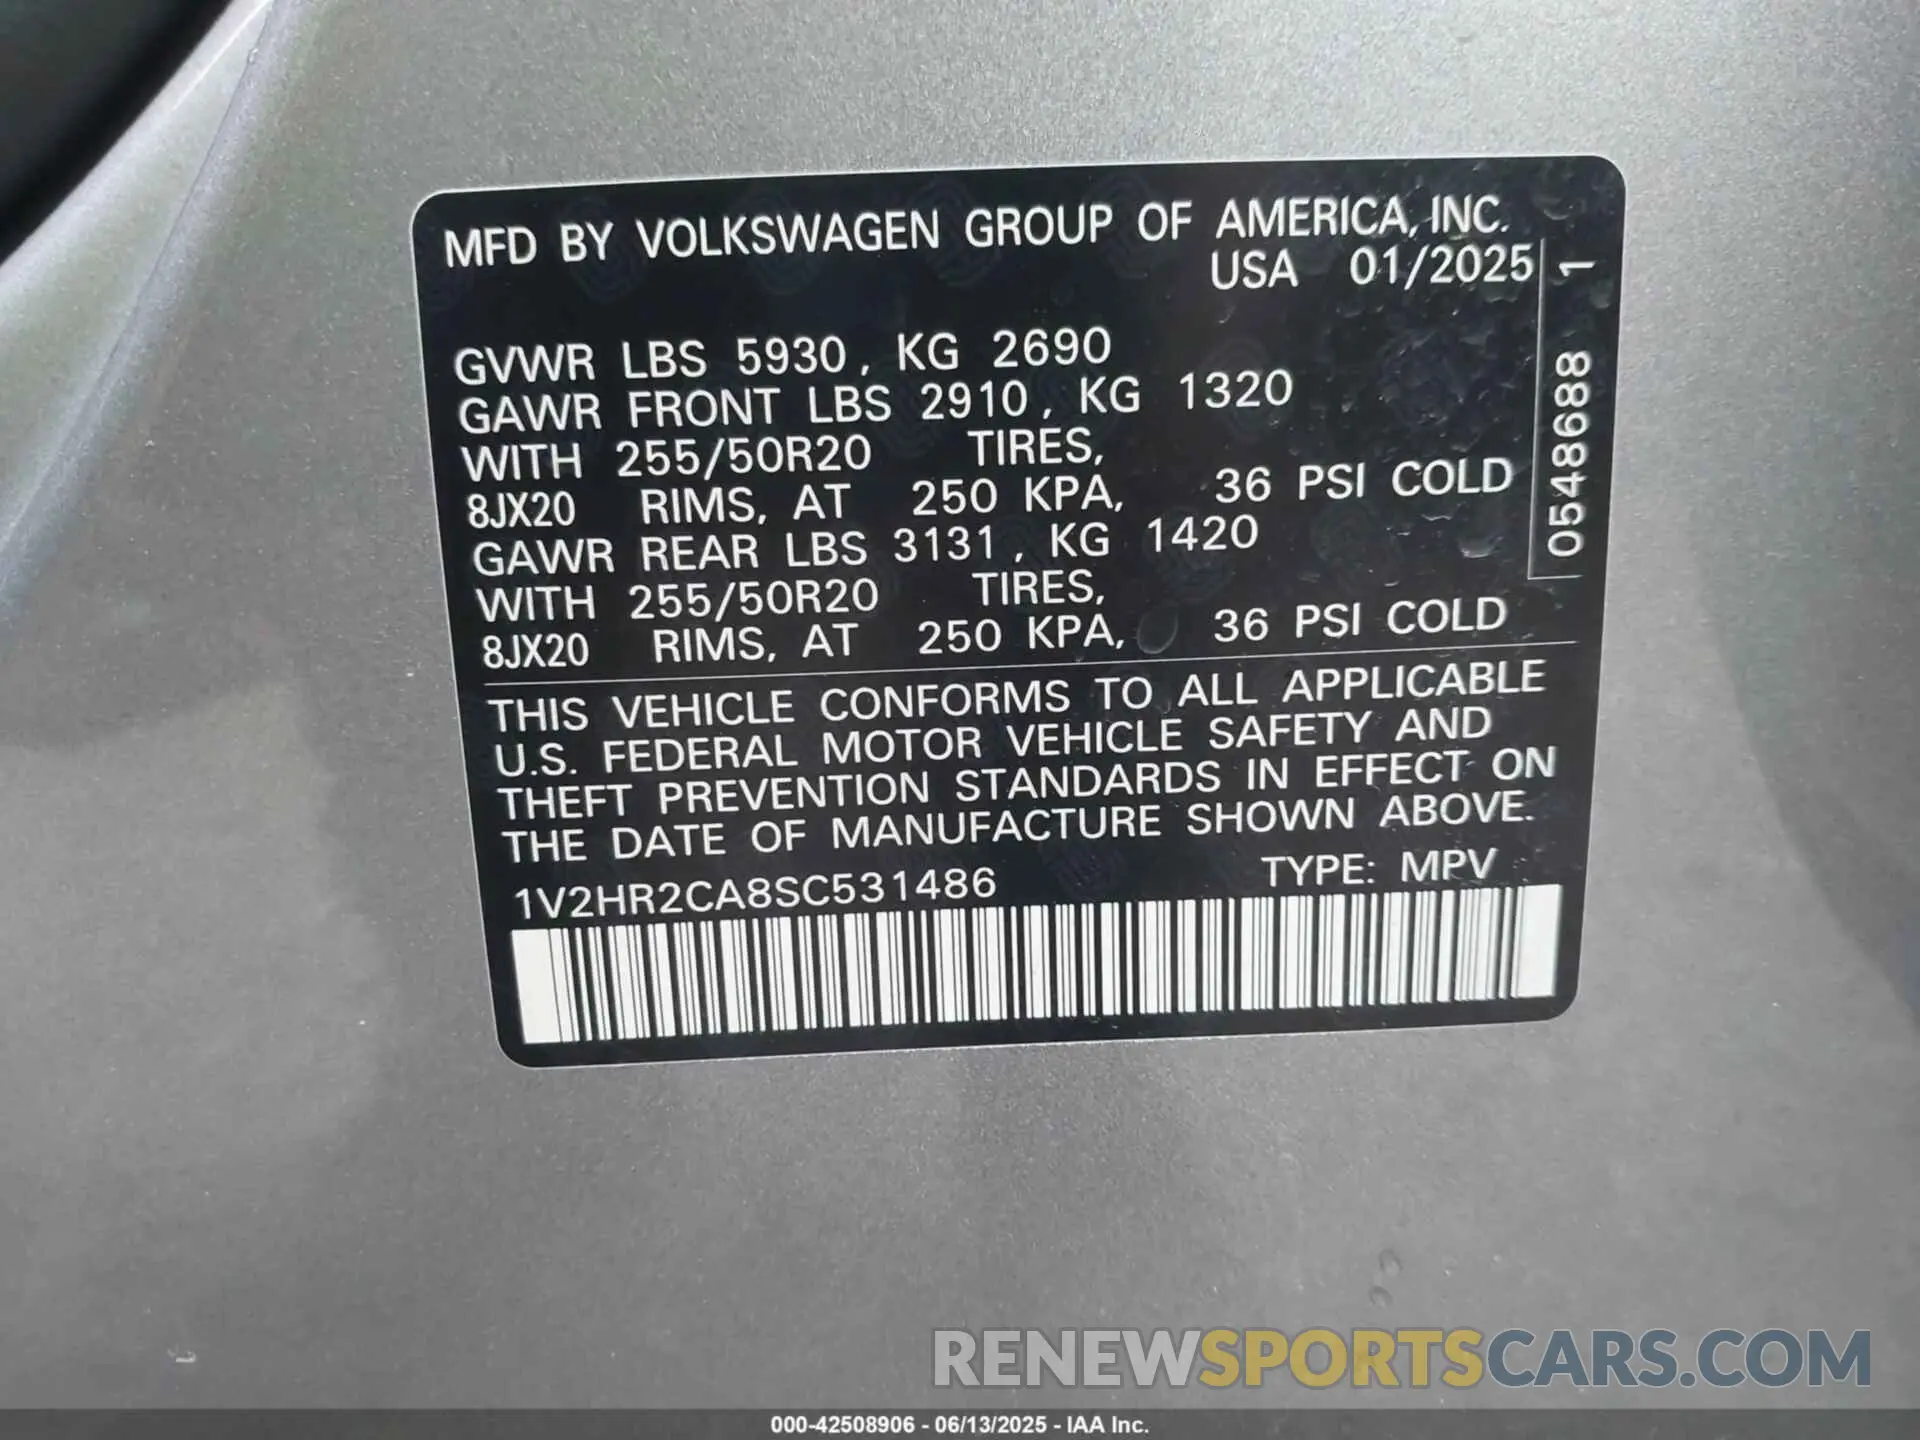 MFD BY VOLKSWAGEN GROUP OF AMERICA, INC.
USA 01/2025
GVWR LBS 5930, KG 2690
GAWR FRONT LBS 2910, KG 1320
WITH 255/50R20 TIRES,
8JX20 RIMS, AT 250 KPA, 36 PSI COLD
GAWR REAR LBS 3131, KG 1420
WITH 255/50R20 TIRES,
8JX20 RIMS, AT 250 KPA, 36 PSI COLD
0548688 1
THIS VEHICLE CONFORMS TO ALL APPLICABLE
U.S. FEDERAL MOTOR VEHICLE SAFETY AND
THEFT PREVENTION STANDARDS IN EFFECT ON
THE DATE OF MANUFACTURE SHOWN ABOVE.
1V2HR2CA8SC531486 TYPE: MPV
RENEWSPORTSCARS.COM
000-42508906 - 06/13/2025 - IAA Inc.